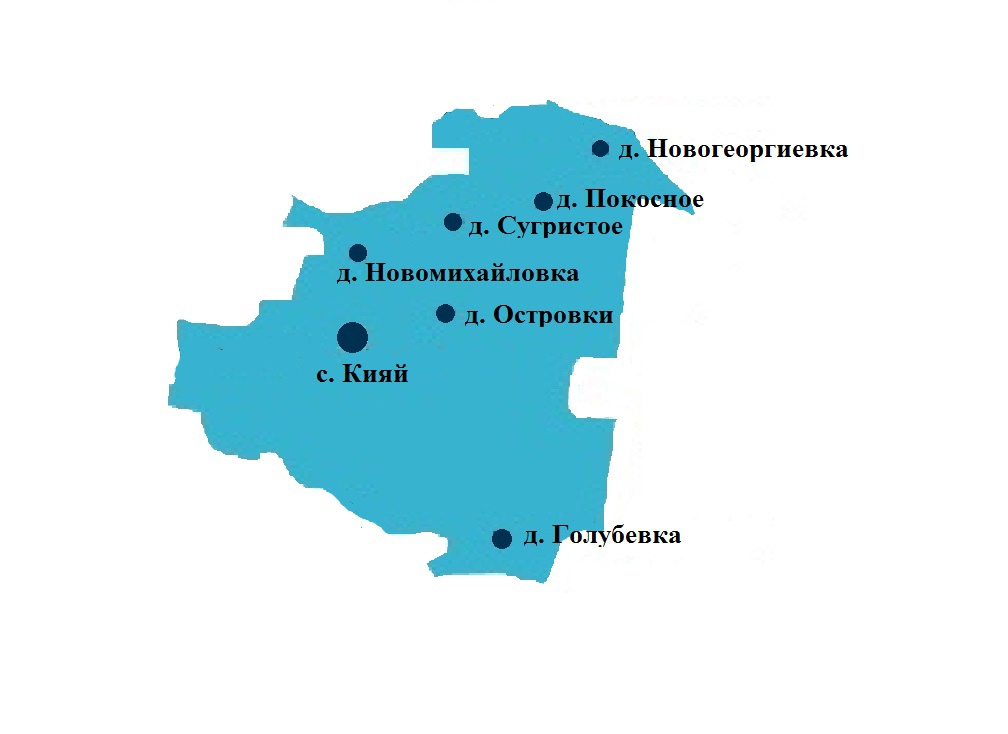 д. Новогеоргиевка
д. Покосное
д. Сугристое
д. Новомихайловка
д. Островки
с. Кияй
д. Голубевка